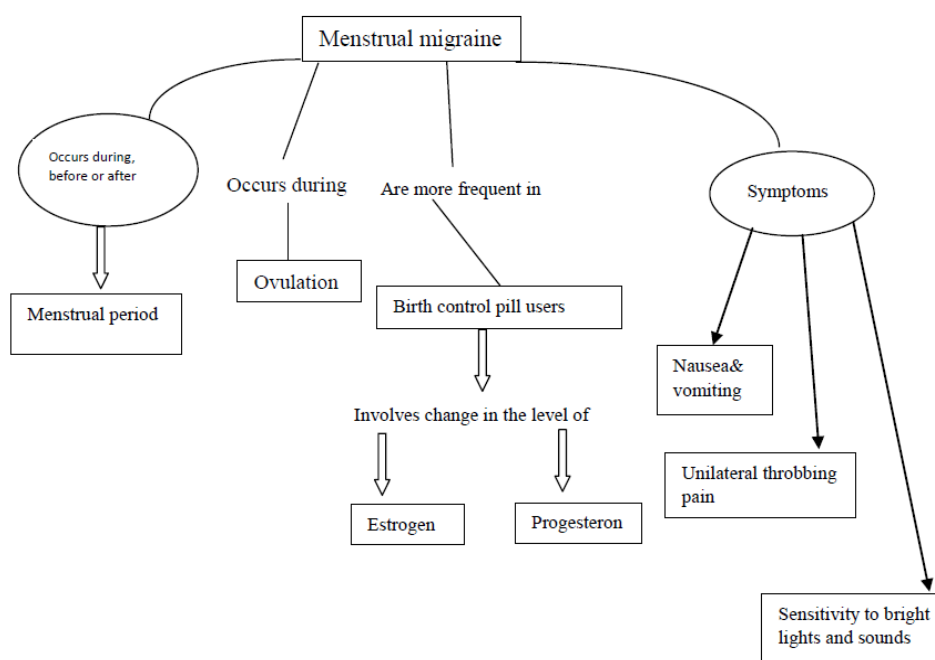 Menstrual migraine
Occurs during,
before or after
Occurs during
Are more frequent in
Symptoms
Menstrual period
Ovulation
Birth control pill users
Nausea&
vomiting
Involves change in the level of
Unilateral throbbing
pain
Estrogen
Progesteron
Sensitivity to bright
lights and sounds